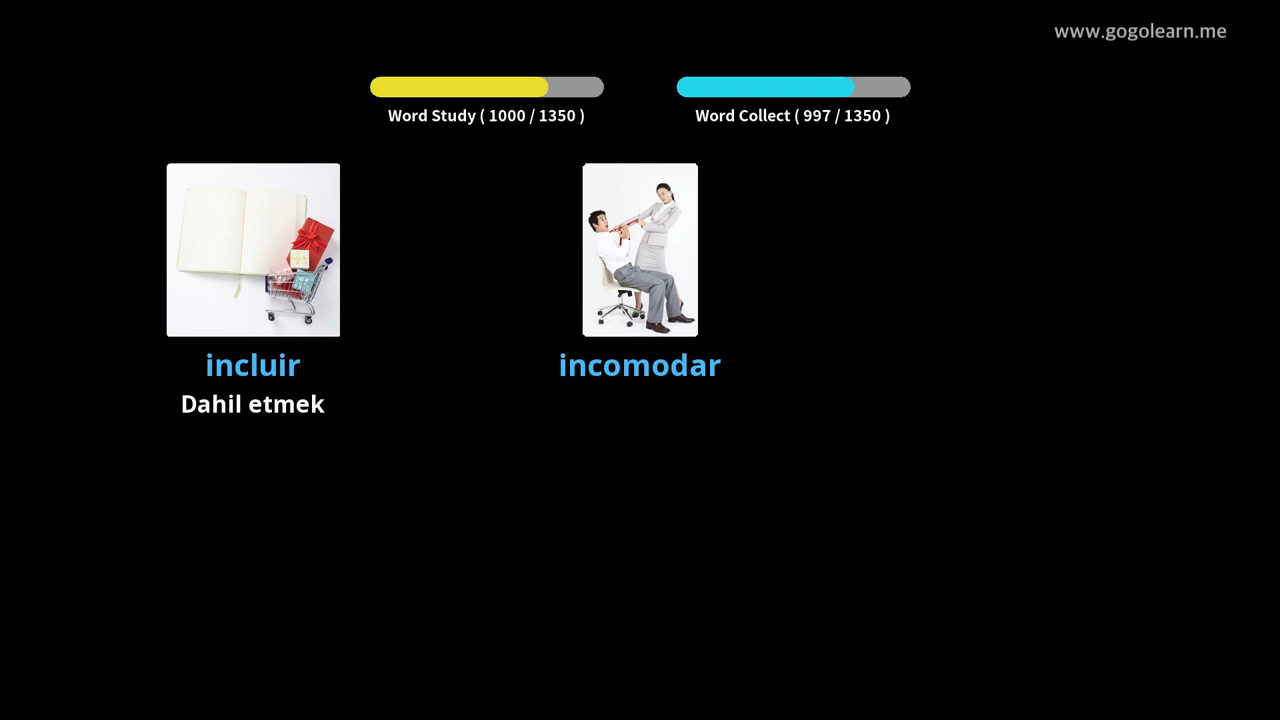 www.gogolearn.me
Word Study ( 1000 / 1350 )
Word Collect ( 997 / 1350 )
incluir
Dahil etmek
incomodar